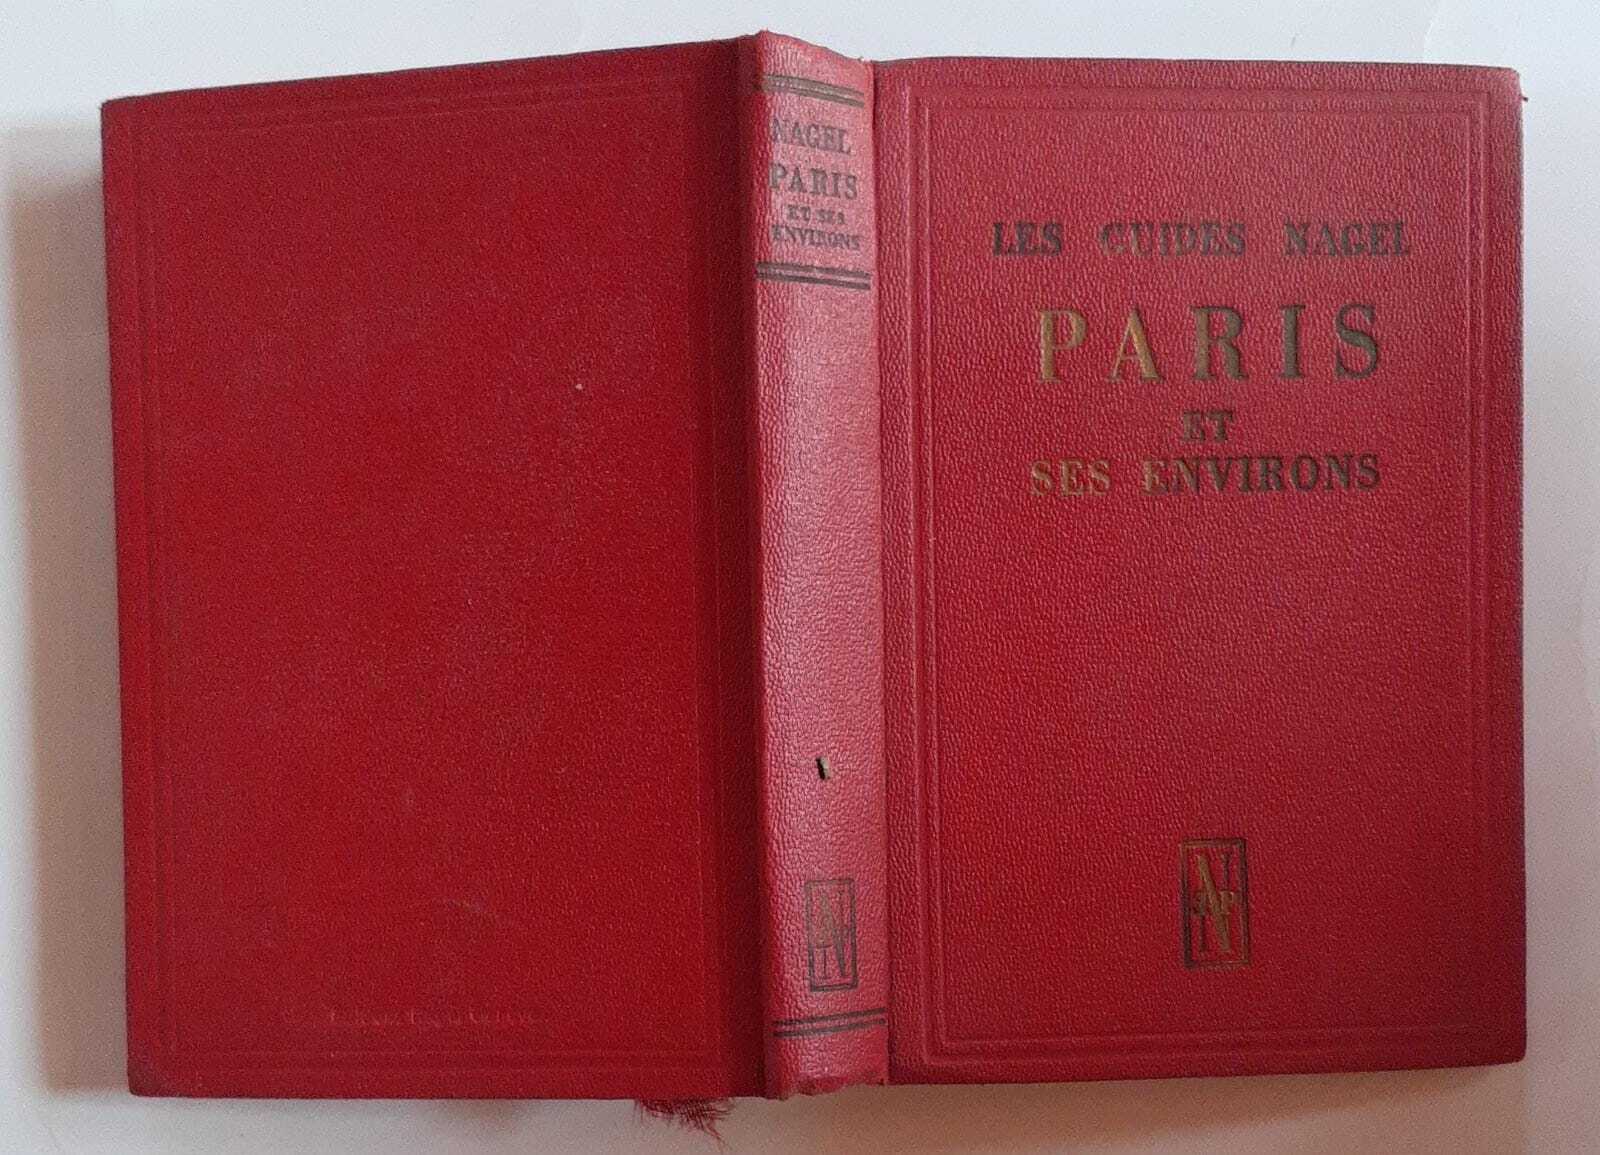 NAGEL
PARIS
ET SES
ENVIRONS
N
LES GUIDES NAGEL
PARIS
ET
SES ENVIRONS